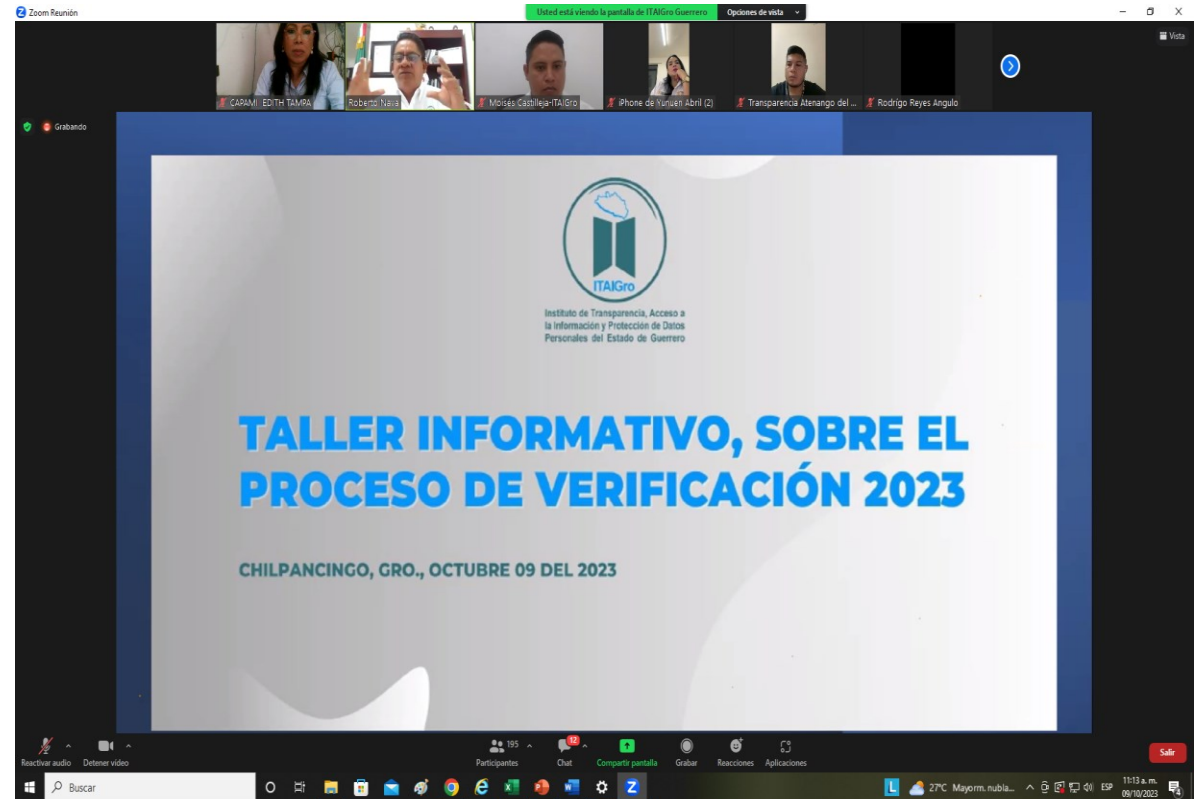 Zoom Reunión
Usted está viendo la pantalla de ITAIGro Guerrero
Opciones de vista
Vista
CAPAMI EDITH TAMPA
Roberto Nava
Moisés Castilleja-ITAIGro
iPhone de Yunuen Abril (2)
Transparencia Atenango del ...
Rodrigo Reyes Angulo
Grabando
ITAIGro
Instituto de Transparencia, Acceso a
la Información y Protección de Datos
Personales del Estado de Guerrero
TALLER INFORMATIVO, SOBRE EL
PROCESO DE VERIFICACIÓN 2023
CHILPANCINGO, GRO., OCTUBRE 09 DEL 2023
Reactivar audio
Detener video
195
Participantes
12
Chat
Compartir pantalla
Grabar
Reacciones
Aplicaciones
Salir
Buscar
27°C Mayorm. nubla...
ESP
11:13 a. m.
09/10/2023
4